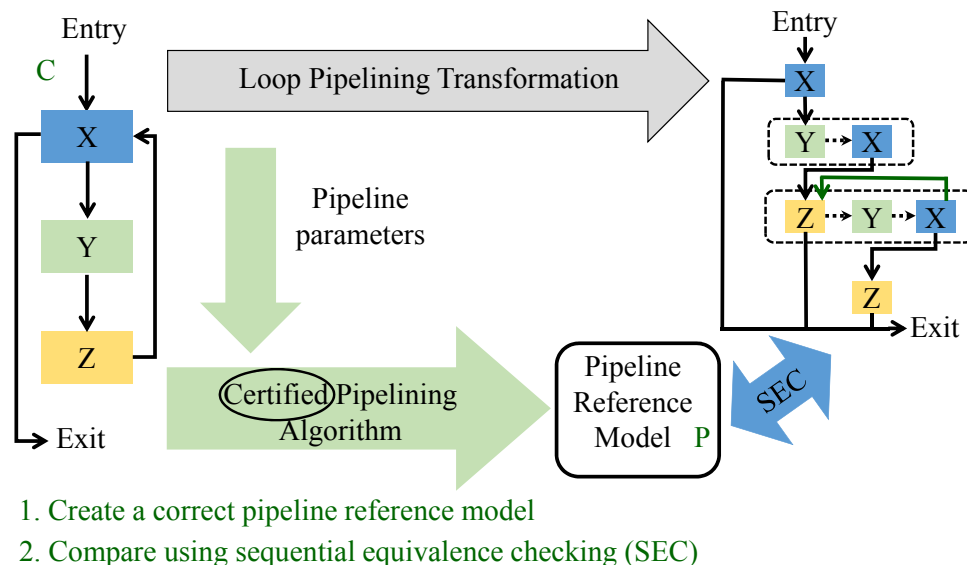 Entry
C
X
Y
Z
Exit
Loop Pipelining Transformation
Pipeline
parameters
Certified Pipelining
Algorithm
Pipeline
Reference
Model P
SEC
Entry
X
Y X
Z Y X
Z
Exit
1. Create a correct pipeline reference model
2. Compare using sequential equivalence checking (SEC)